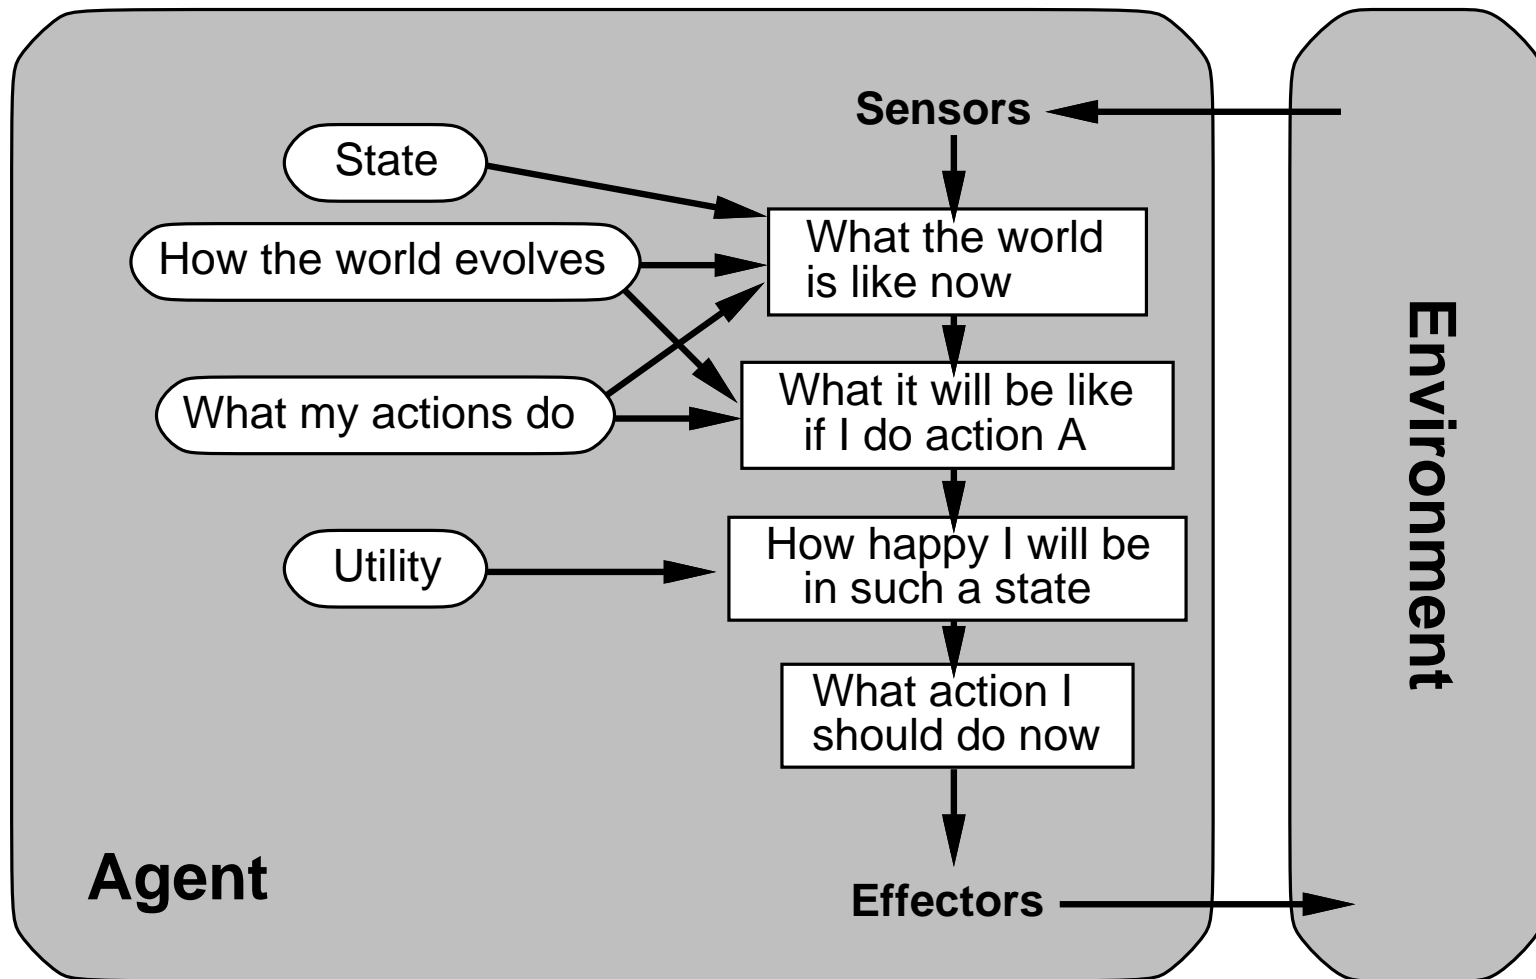 Sensors
State
What the world
is like now
How the world evolves
What it will be like
if I do action A
What my actions do
How happy I will be
in such a state
Utility
What action I
should do now
Agent
Effectors
Environment